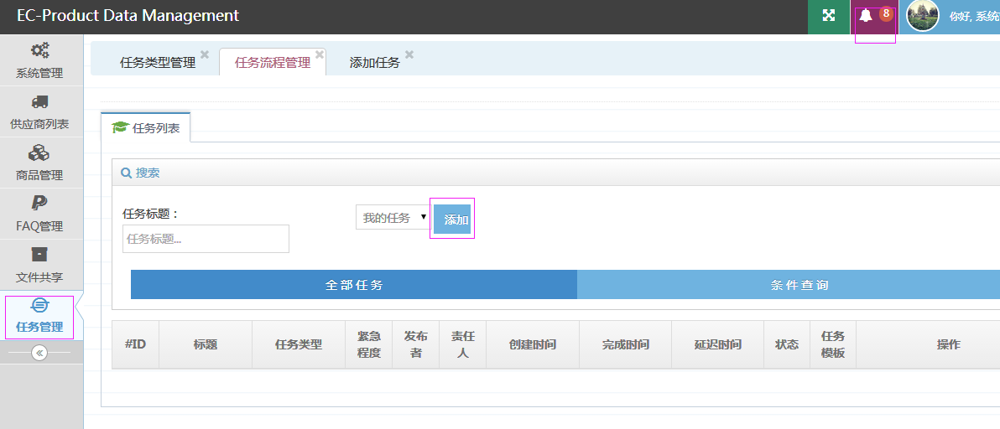 EC-Product Data Management
8
你好, 系统
系统管理
供应商列表
商品管理
FAQ管理
文件共享
任务管理
任务类型管理
任务流程管理
添加任务
任务列表
搜索
任务标题：
任务标题...
我的任务
添加
全部任务
条件查询
#ID
标题
任务类型
紧急
程度
发布
者
责任
人
创建时间
完成时间
延迟时间
状态
任务
模板
操作